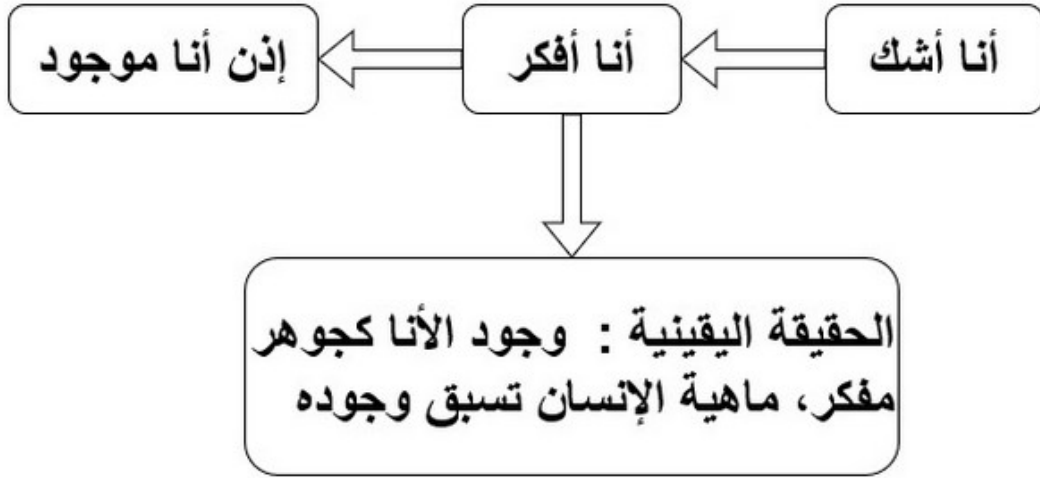 أنا أشك
أنا أفكر
إذن أنا موجود
الحقيقة اليقينية : وجود الأنا كجوهر
مفكر، ماهية الإنسان تسبق وجوده